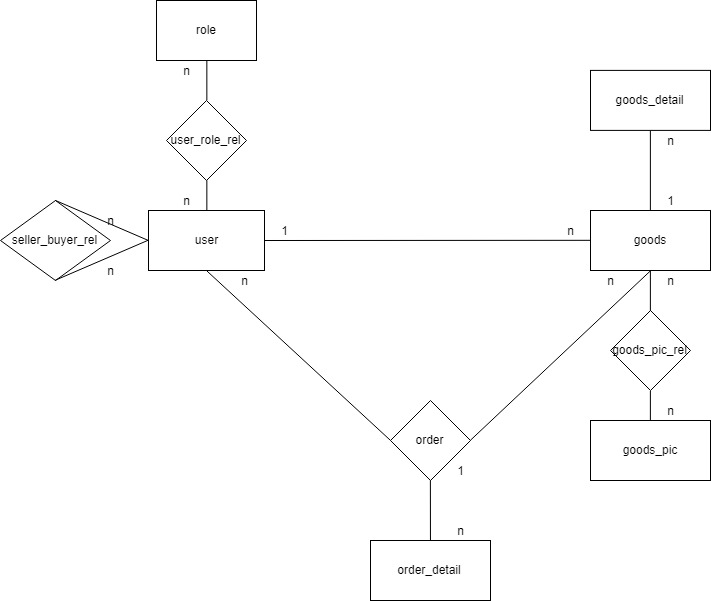 role
n
goods_detail
user_role_rel
n
n
1
n
seller_buyer_rel
user
1
n
goods
n
n
n
n
goods_pic_rel
n
order
goods_pic
1
n
order_detail